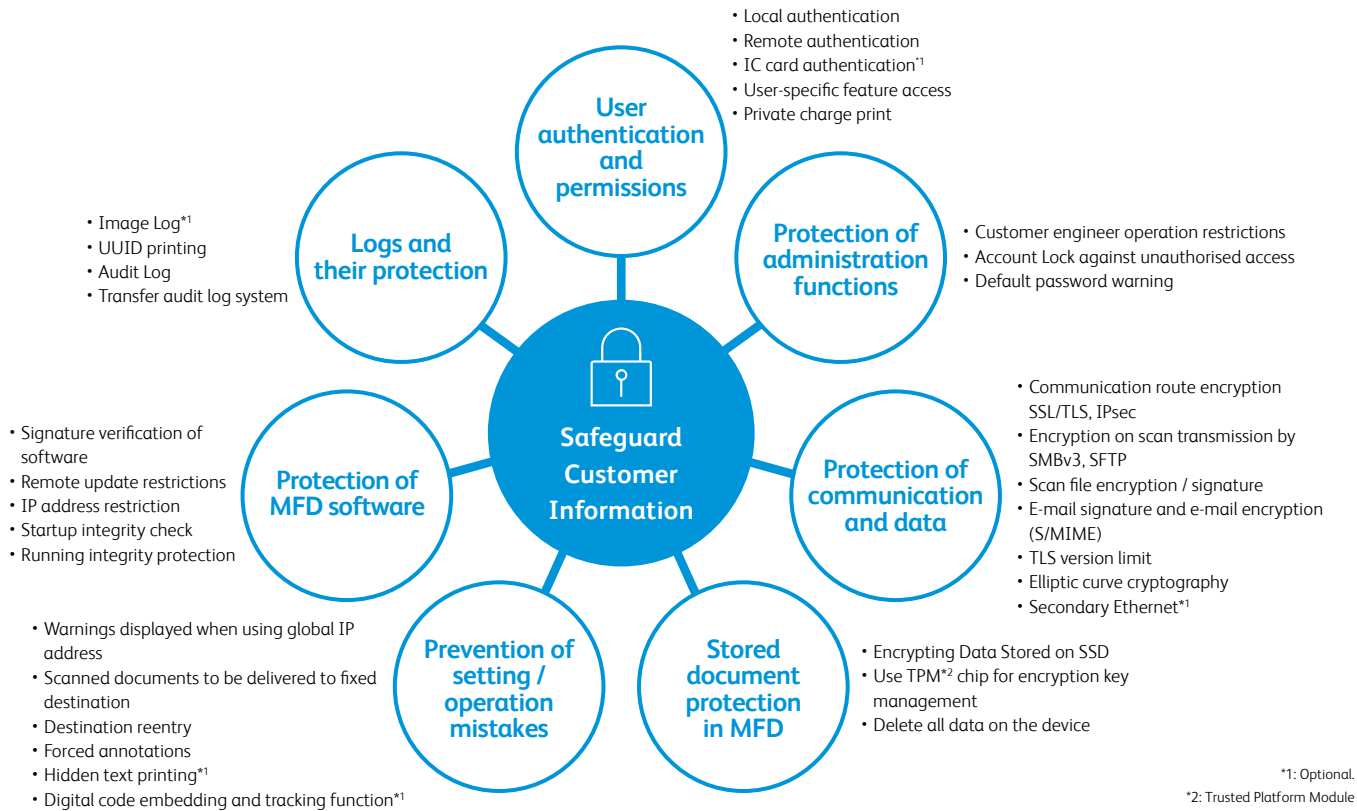 • Local authentication
• Remote authentication
• IC card authentication*1
• User-specific feature access
• Private charge print
User
authentication
and
permissions
• Image Log*1
• UUID printing
• Audit Log
• Transfer audit log system
Logs and
their protection
Protection of
administration
functions
• Customer engineer operation restrictions
• Account Lock against unauthorised access
• Default password warning
Safeguard
Customer
Information
• Signature verification of
software
• Remote update restrictions
• IP address restriction
• Startup integrity check
• Running integrity protection
Protection of
MFD software
Protection of
communication
and data
• Communication route encryption
SSL/TLS, IPsec
• Encryption on scan transmission by
SMBv3, SFTP
• Scan file encryption / signature
• E-mail signature and e-mail encryption
(S/MIME)
• TLS version limit
• Elliptic curve cryptography
• Secondary Ethernet*1
• Warnings displayed when using global IP
address
• Scanned documents to be delivered to fixed
destination
• Destination reentry
• Forced annotations
• Hidden text printing*1
• Digital code embedding and tracking function*1
Prevention of
setting /
operation
mistakes
Stored
document
protection
in MFD
• Encrypting Data Stored on SSD
• Use TPM*2 chip for encryption key
management
• Delete all data on the device
*1: Optional.
*2: Trusted Platform Module